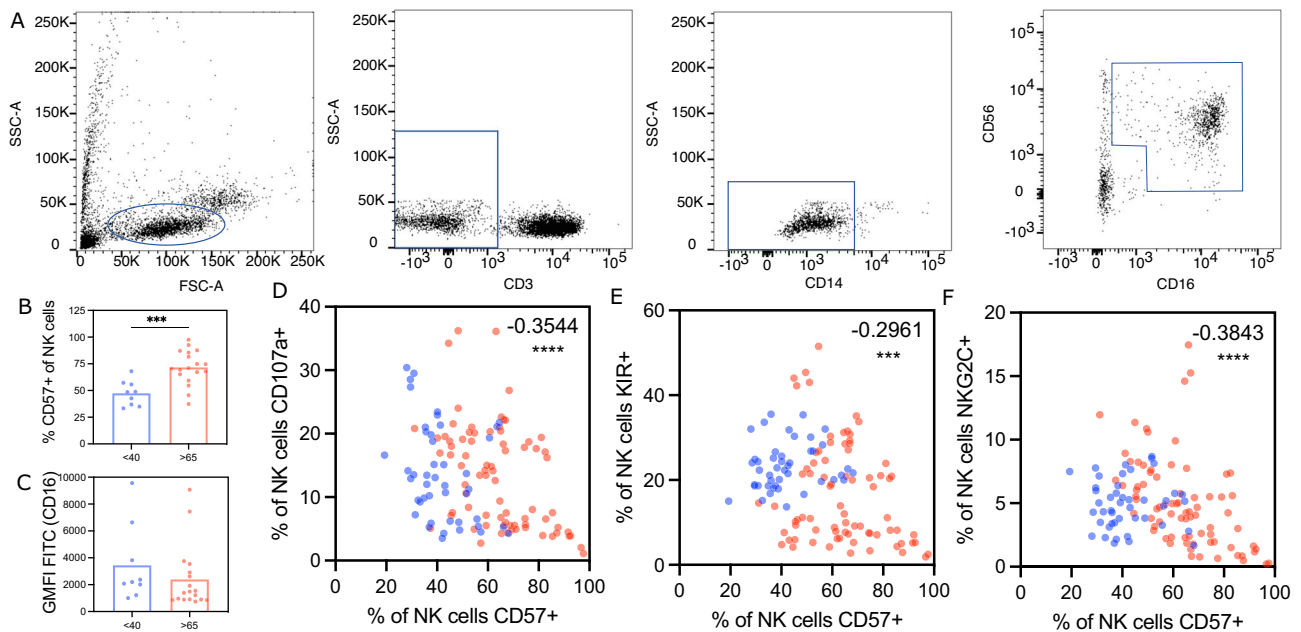 A
250K
200K
150K
100K
50K
0
SSC-A
0
50K
100K
150K
200K
250K
FSC-A
250K
200K
150K
100K
50K
0
SSC-A
-10³
0
10³
10⁴
10⁵
CD3
250K
200K
150K
100K
50K
0
SSC-A
-10³
0
10³
10⁴
10⁵
CD14
10⁵
10⁴
10³
0
-10³
CD56
0
10³
10⁴
10⁵
CD16
B
% CD57+ of NK cells
125
100
75
50
25
0
***
<40
>65
C
GMFI FITC (CD16)
10000
8000
6000
4000
2000
0
<40
>65
D
% of NK cells CD107a+
40
30
20
10
0
-0.3544
****
0
20
40
60
80
100
% of NK cells CD57+
E
% of NK cells KIR+
60
40
20
0
-0.2961
***
0
20
40
60
80
100
% of NK cells CD57+
F
% of NK cells NKG2C+
20
15
10
5
0
-0.3843
****
0
20
40
60
80
100
% of NK cells CD57+